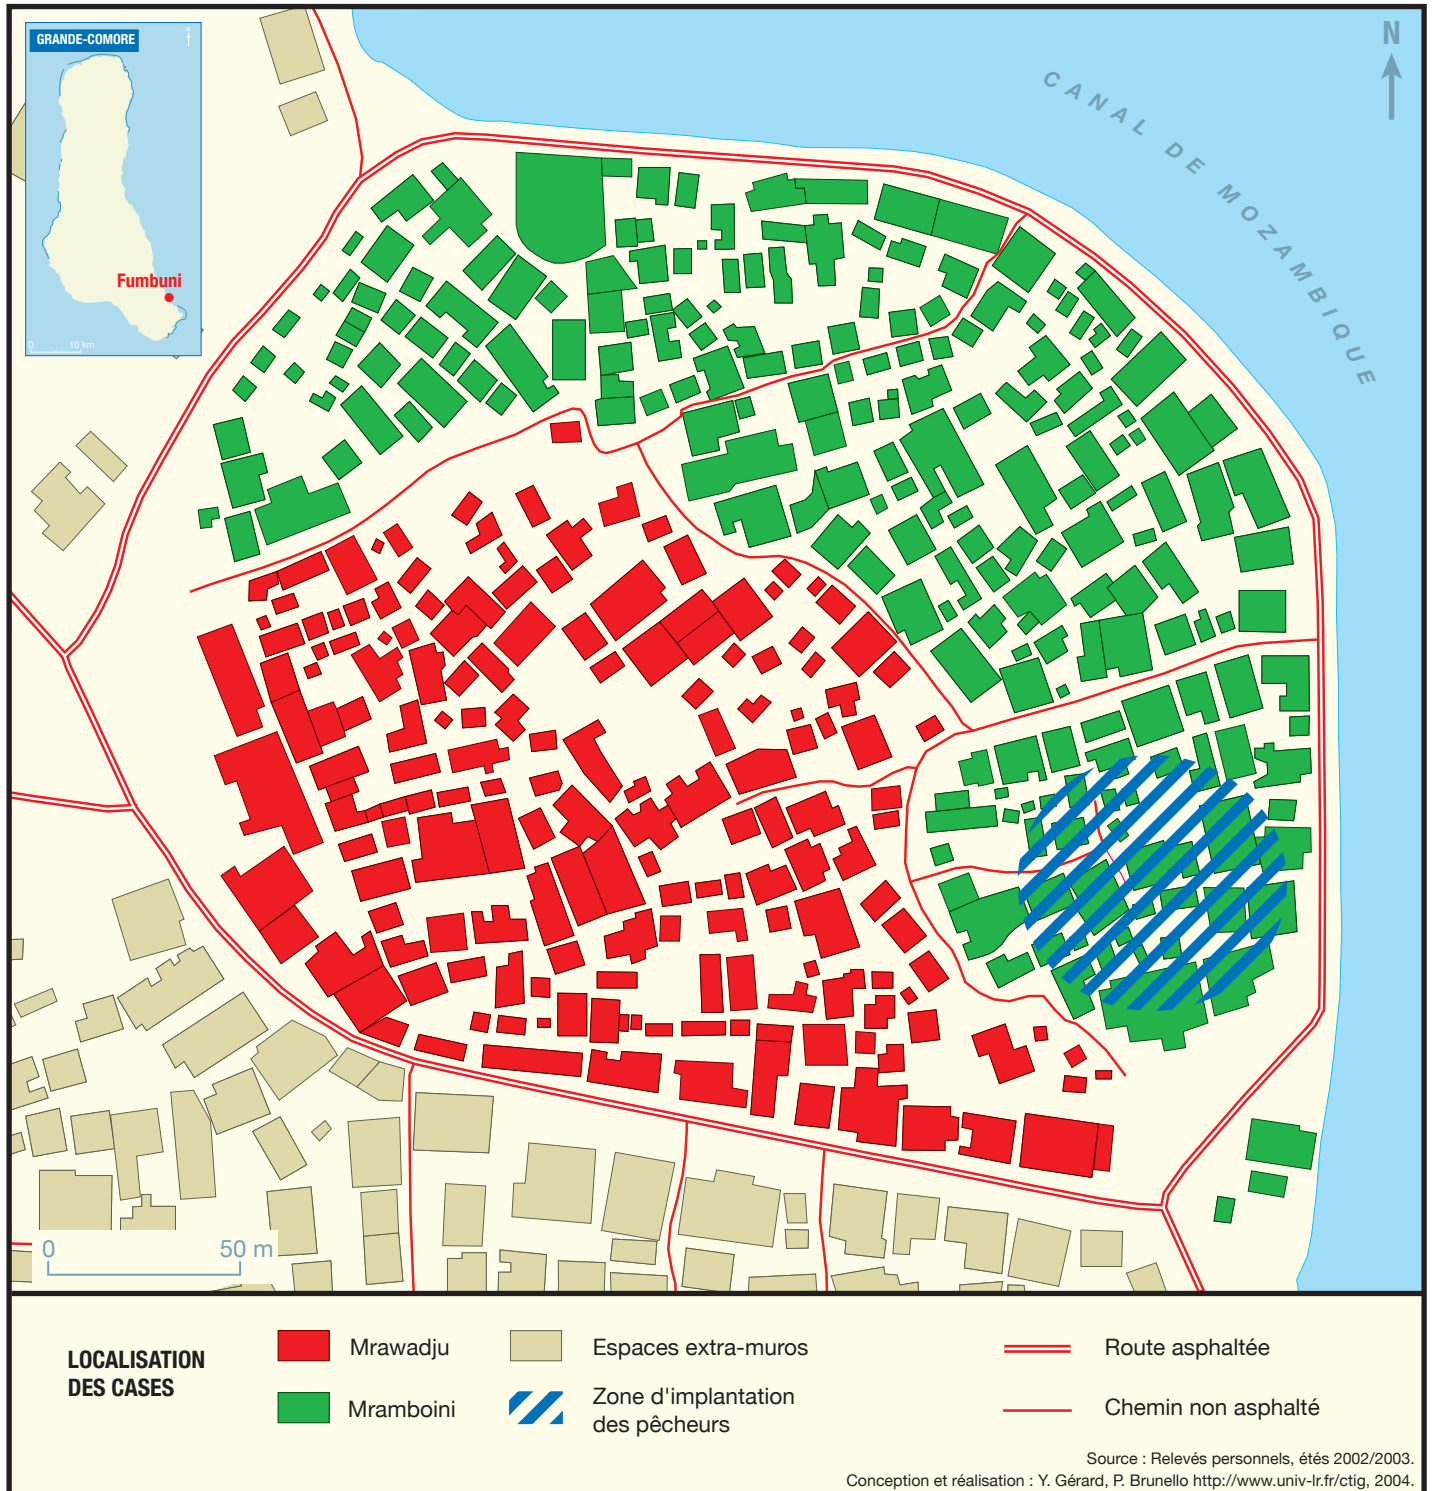 GRANDE-COMORE
N
Fumbuni
0 10 km
N
CANAL DE MOZAMBIQUE
0 50 m
LOCALISATION
DES CASES
Mrawadju
Mramboini
Espaces extra-muros
Zone d'implantation
des pêcheurs
Route asphaltée
Chemin non asphalté
Source : Relevés personnels, étés 2002/2003.
Conception et réalisation : Y. Gérard, P. Brunello http://www.univ-lr.fr/ctig, 2004.